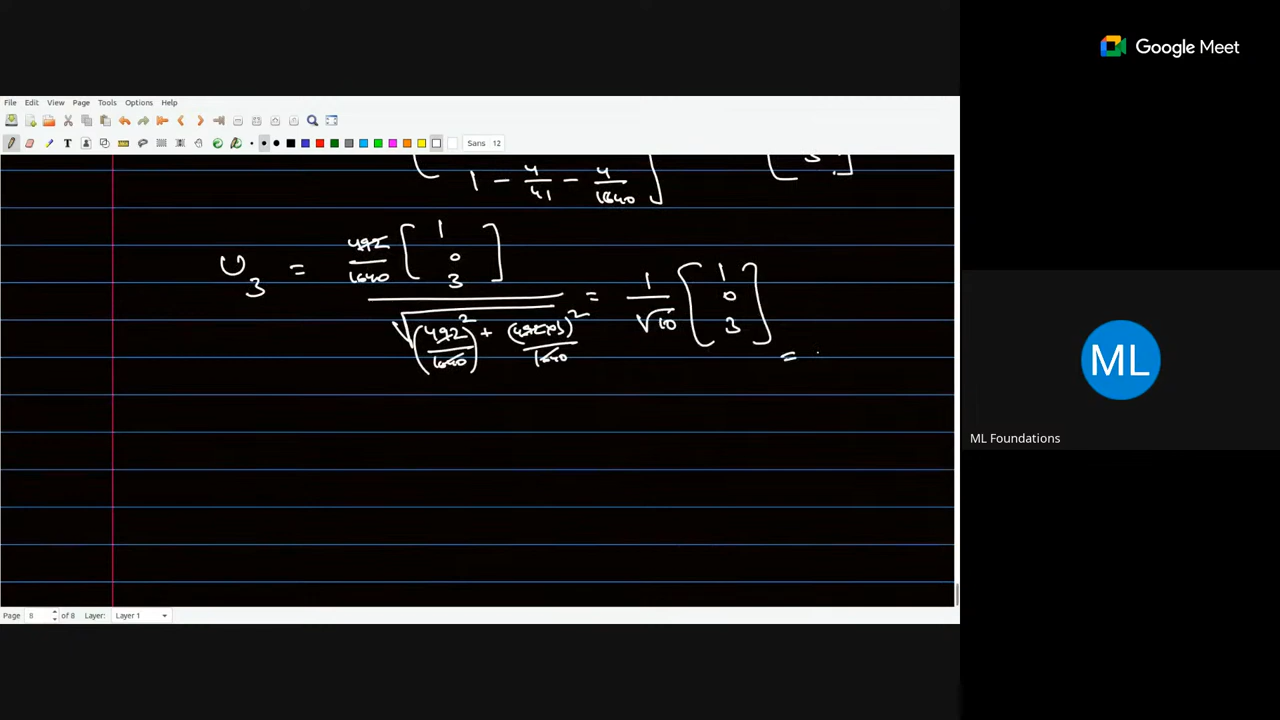 Google Meet
File Edit View Page Tools Options Help
Sans 12
1 - 4/41 - 4/1640
U3 = 492/1640 [1 0 3] / √((492/1640)² + (492×3/1640)²) = 1/√10 [1 0 3]
=
ML
ML Foundations
Page 8 of 8 Layer: Layer 1